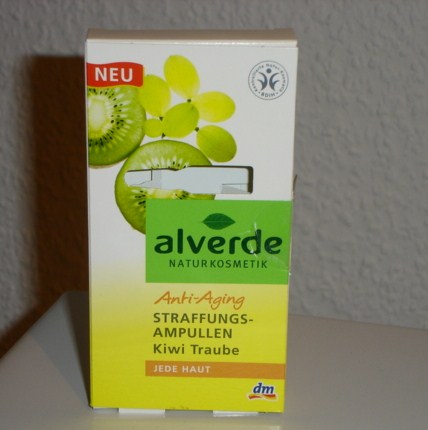 NEU
alverde
NATURKOSMETIK
Anti-Aging
STRAFFUNGS-
AMPULLEN
Kiwi Traube
JEDE HAUT
dm